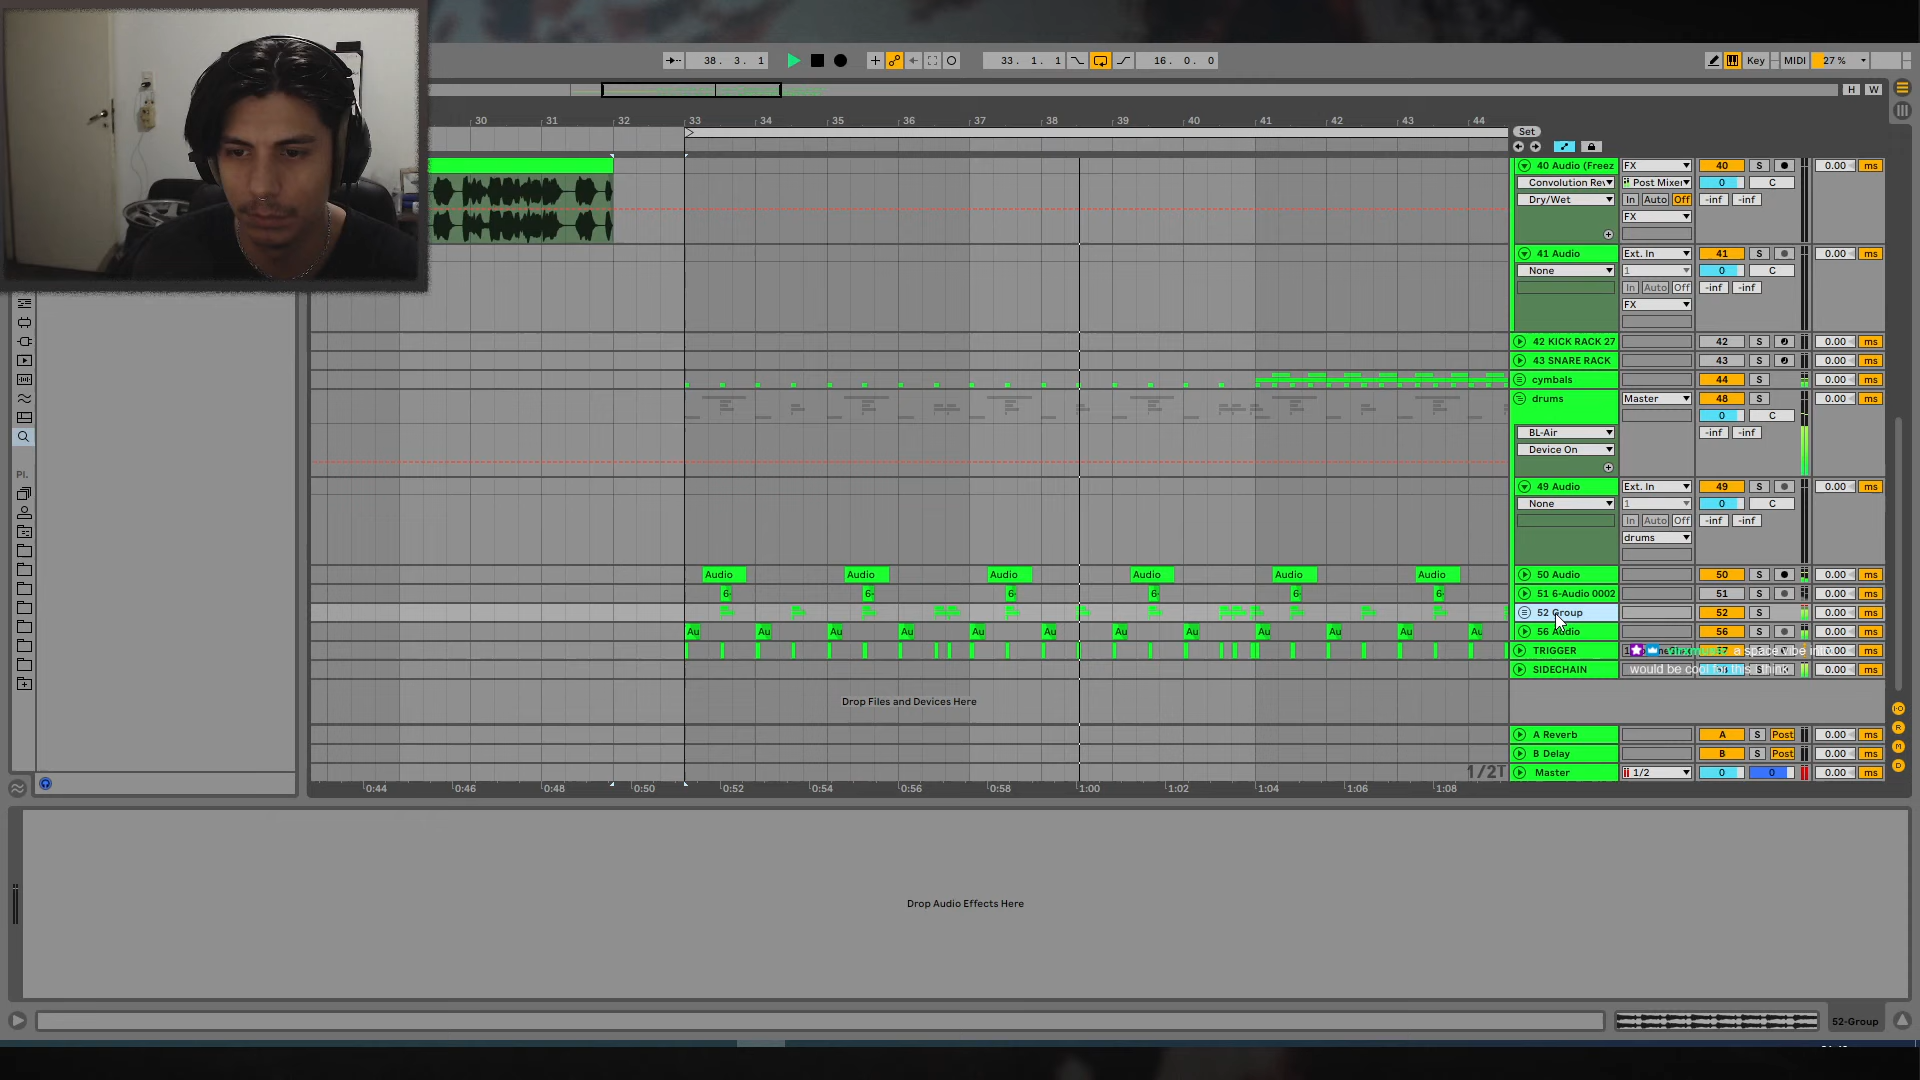 38. 3. 1
33. 1. 1
16. 0. 0
Key
MIDI
27 %
H
W
30 31 32 33 34 35 36 37 38 39 40 41 42 43 44
Set
40 Audio (Freez
FX
40
S
0.00
ms
Convolution Rev
Post Mixer
0
C
Dry/Wet
In
Auto
Off
-inf
-inf
FX
41 Audio
Ext. In
41
S
0.00
ms
None
1
0
C
In
Auto
Off
-inf
-inf
FX
42 KICK RACK 27
42
S
0.00
ms
43 SNARE RACK
43
S
0.00
ms
cymbals
44
S
0.00
ms
drums
Master
48
S
0.00
ms
0
C
BL-Air
-inf
-inf
Device On
49 Audio
Ext. In
49
S
0.00
ms
None
1
0
C
In
Auto
Off
-inf
-inf
drums
Audio Audio Audio Audio Audio Audio
50 Audio
50
S
0.00
ms
6- 6- 6- 6- 6- 6-
51 6-Audio 0002
51
S
0.00
ms
52 Group
52
S
0.00
ms
Au Au Au Au Au Au Au Au Au Au Au Au
56 Audio
56
S
0.00
ms
TRIGGER
a space vibe intro
0.00
ms
SIDECHAIN
would be cool for this i think
0.00
ms
Drop Files and Devices Here
A Reverb
A
S
Post
0.00
ms
B Delay
B
S
Post
0.00
ms
1/2T
Master
1/2
0
0
0.00
ms
0:44 0:46 0:48 0:50 0:52 0:54 0:56 0:58 1:00 1:02 1:04 1:06 1:08
Pl.
Drop Audio Effects Here
52-Group